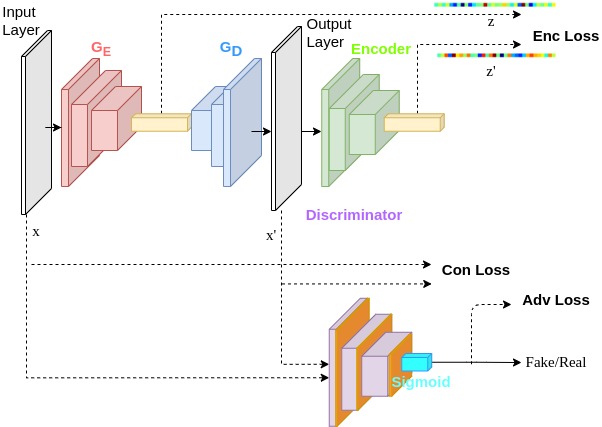 Input
Layer
G_E
G_D
Output
Layer
Encoder
z
Enc Loss
z'
Discriminator
x
x'
Con Loss
Adv Loss
Fake/Real
Sigmoid